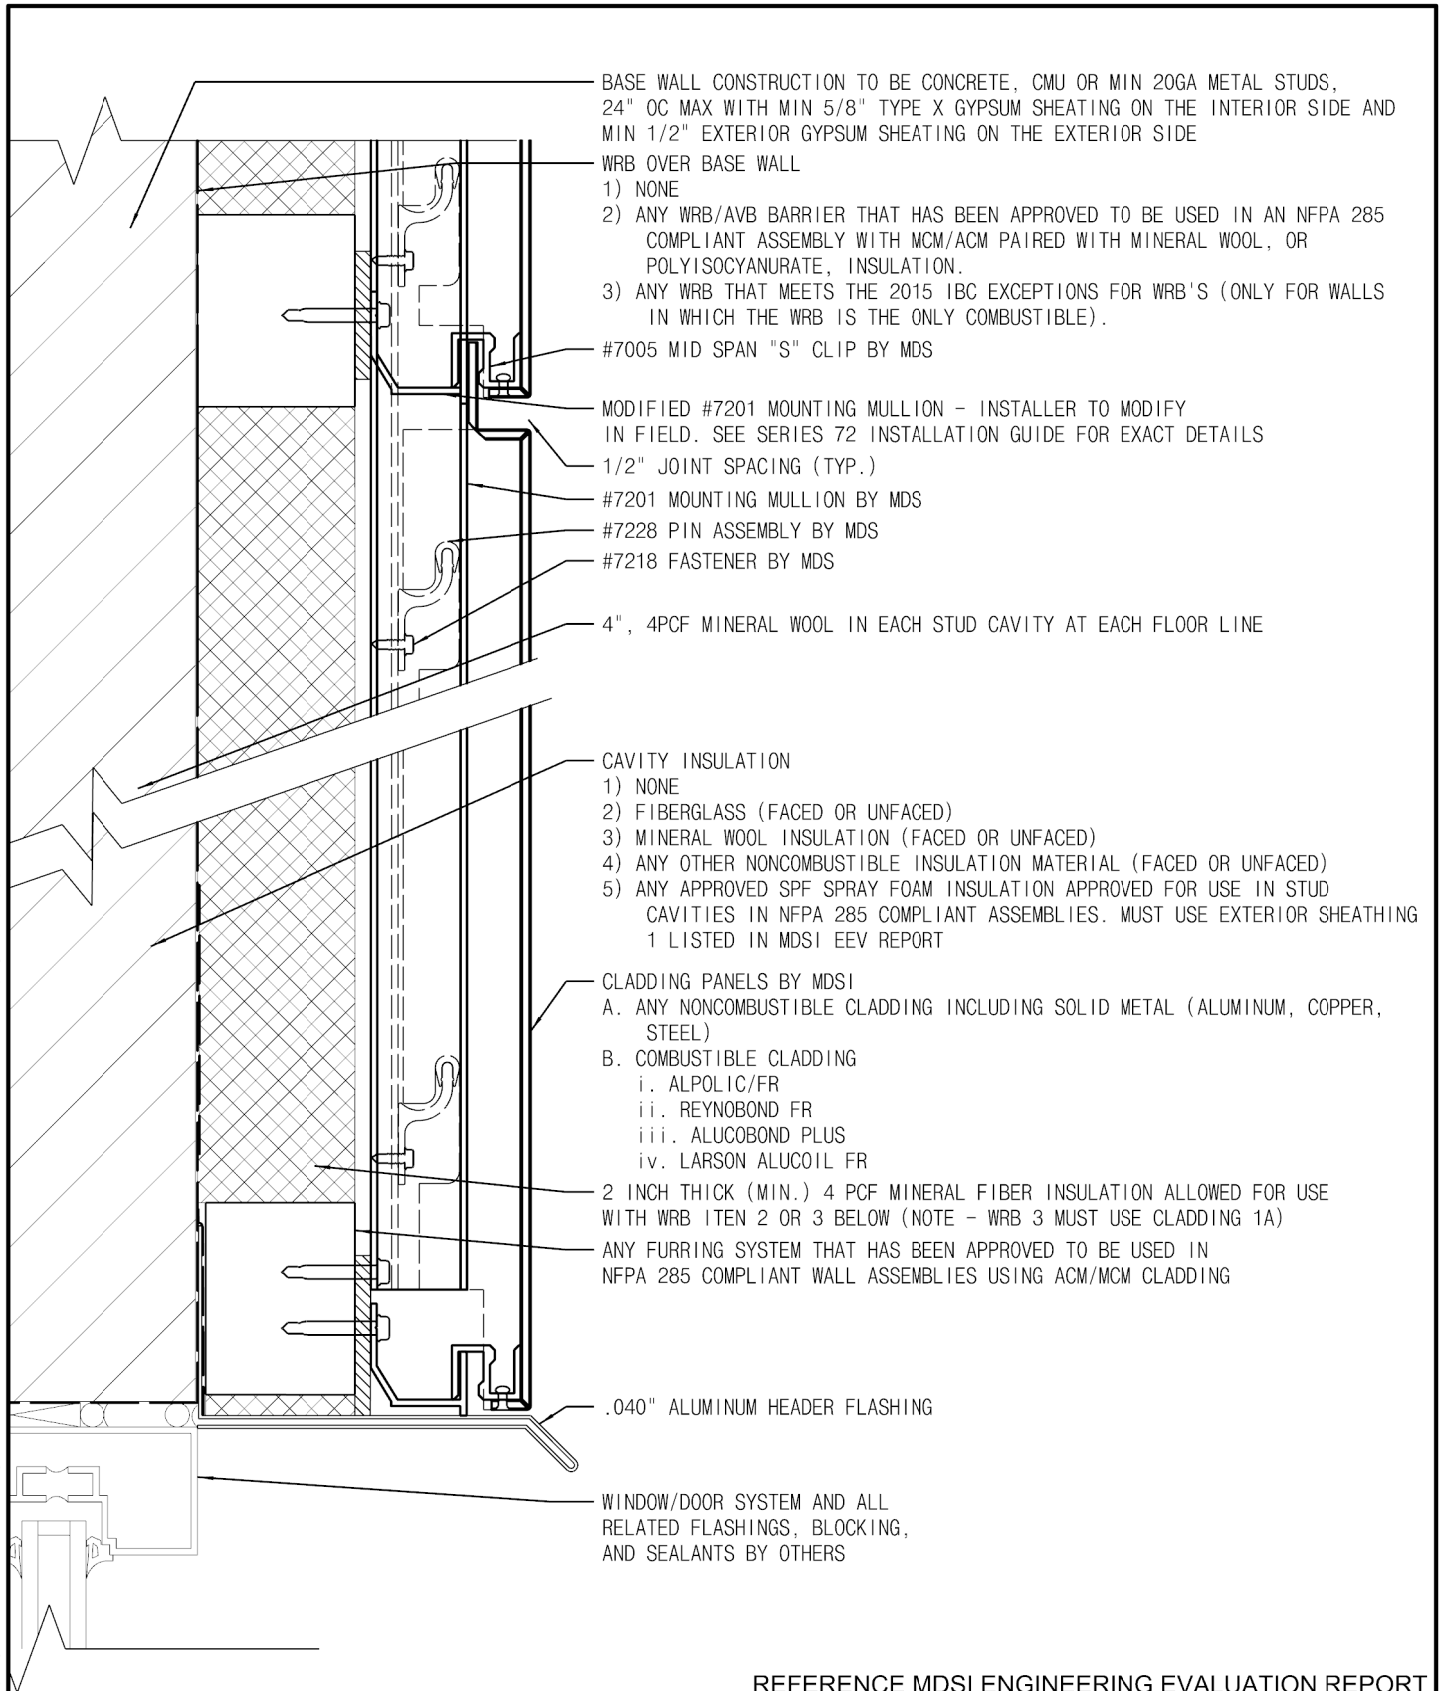 BASE WALL CONSTRUCTION TO BE CONCRETE, CMU OR MIN 20GA METAL STUDS,
24" OC MAX WITH MIN 5/8" TYPE X GYPSUM SHEATING ON THE INTERIOR SIDE AND
MIN 1/2" EXTERIOR GYPSUM SHEATING ON THE EXTERIOR SIDE
WRB OVER BASE WALL
1) NONE
2) ANY WRB/AVB BARRIER THAT HAS BEEN APPROVED TO BE USED IN AN NFPA 285
COMPLIANT ASSEMBLY WITH MCM/ACM PAIRED WITH MINERAL WOOL, OR
POLYISOCYANURATE, INSULATION.
3) ANY WRB THAT MEETS THE 2015 IBC EXCEPTIONS FOR WRB'S (ONLY FOR WALLS
IN WHICH THE WRB IS THE ONLY COMBUSTIBLE).
#7005 MID SPAN "S" CLIP BY MDS
MODIFIED #7201 MOUNTING MULLION - INSTALLER TO MODIFY
IN FIELD. SEE SERIES 72 INSTALLATION GUIDE FOR EXACT DETAILS
1/2" JOINT SPACING (TYP.)
#7201 MOUNTING MULLION BY MDS
#7228 PIN ASSEMBLY BY MDS
#7218 FASTENER BY MDS
4", 4PCF MINERAL WOOL IN EACH STUD CAVITY AT EACH FLOOR LINE
CAVITY INSULATION
1) NONE
2) FIBERGLASS (FACED OR UNFACED)
3) MINERAL WOOL INSULATION (FACED OR UNFACED)
4) ANY OTHER NONCOMBUSTIBLE INSULATION MATERIAL (FACED OR UNFACED)
5) ANY APPROVED SPF SPRAY FOAM INSULATION APPROVED FOR USE IN STUD
CAVITIES IN NFPA 285 COMPLIANT ASSEMBLIES. MUST USE EXTERIOR SHEATHING
1 LISTED IN MDSI EEV REPORT
CLADDING PANELS BY MDSI
A. ANY NONCOMBUSTIBLE CLADDING INCLUDING SOLID METAL (ALUMINUM, COPPER,
STEEL)
B. COMBUSTIBLE CLADDING
i. ALPOLIC/FR
ii. REYNOBOND FR
iii. ALUCOBOND PLUS
iv. LARSON ALUCOIL FR
2 INCH THICK (MIN.) 4 PCF MINERAL FIBER INSULATION ALLOWED FOR USE
WITH WRB ITEN 2 OR 3 BELOW (NOTE - WRB 3 MUST USE CLADDING 1A)
ANY FURRING SYSTEM THAT HAS BEEN APPROVED TO BE USED IN
NFPA 285 COMPLIANT WALL ASSEMBLIES USING ACM/MCM CLADDING
.040" ALUMINUM HEADER FLASHING
WINDOW/DOOR SYSTEM AND ALL
RELATED FLASHINGS, BLOCKING,
AND SEALANTS BY OTHERS
REFERENCE MDSI ENGINEERING EVALUATION REPORT